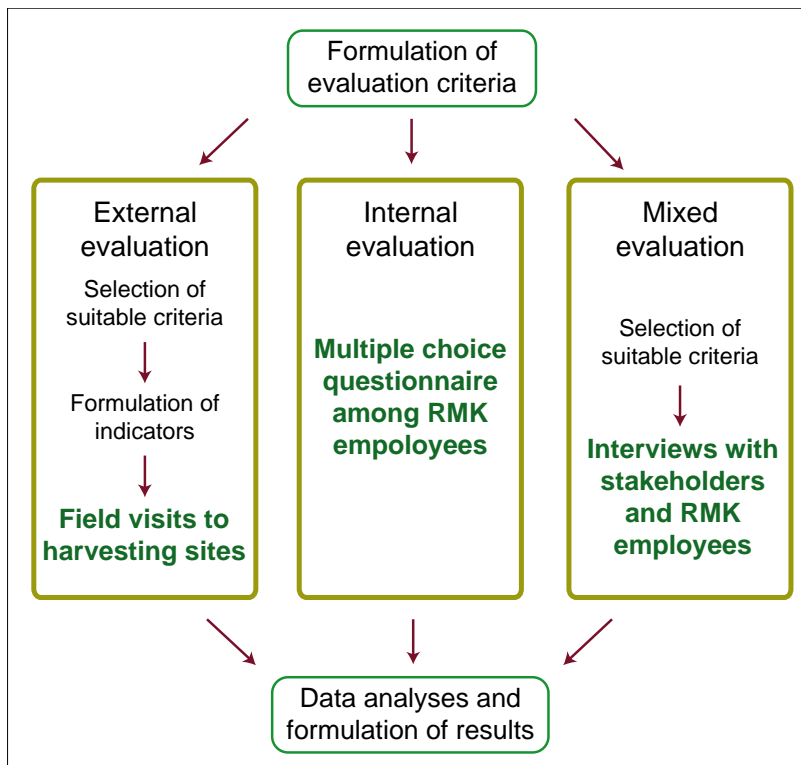 Formulation of
evaluation criteria
External
evaluation
Selection of
suitable criteria
Formulation of
indicators
Field visits to
harvesting sites
Internal
evaluation
Multiple choice
questionnaire
among RMK
empoloyees
Mixed
evaluation
Selection of
suitable criteria
Interviews with
stakeholders
and RMK
employees
Data analyses and
formulation of results